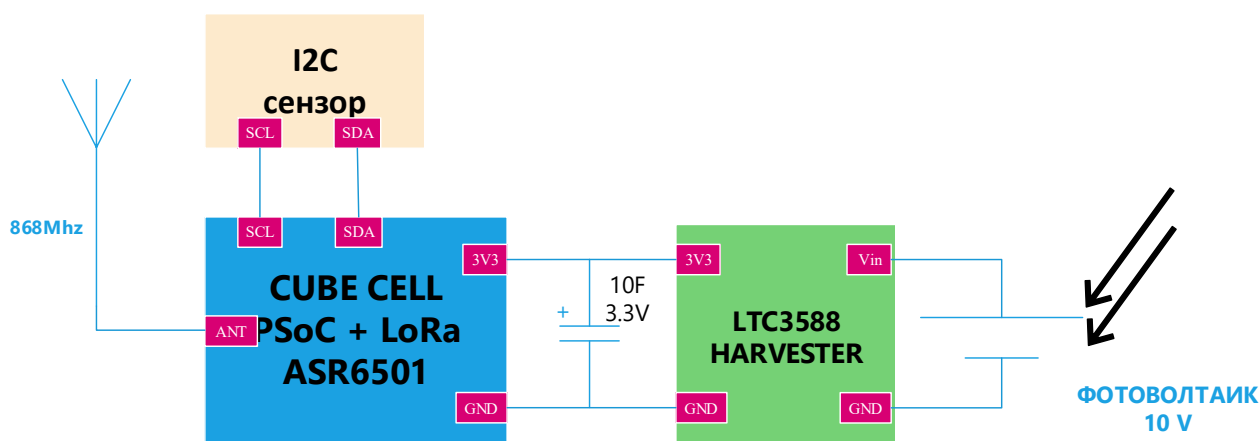 I2C
сензор
SCL
SDA
868Mhz
SCL
SDA
3V3
CUBE CELL
PSoC + LoRa
ASR6501
ANT
GND
+
10F
3.3V
3V3
Vin
LTC3588
HARVESTER
GND
GND
ФОТОВОЛТАИК
10 V